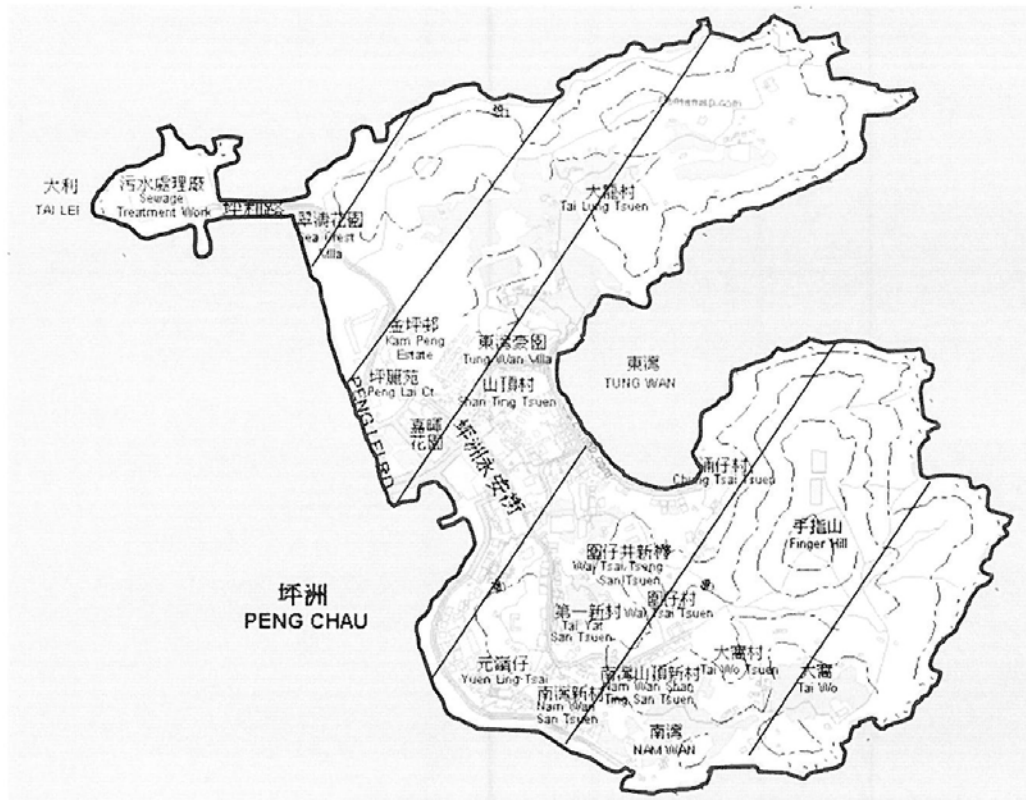 大利
TAI LEI
污水處理廠
Sewage
Treatment Work
坪利路
翠濤花園
Sea Crest
Villa
大龍村
Tai Lung Tsuen
金坪邨
Kam Peng
Estate
坪麗苑
Peng Lai Ct.
PENG LEI RD
嘉暉
花園
東灣豪園
Tung Wan Villa
山頂村
Shan Ting Tsuen
東灣
TUNG WAN
坪洲永安街
涌仔村
Chung Tsai Tsuen
手指山
Finger Hill
坪洲
PENG CHAU
圍仔井新村
Wai Tsai Tseng
San Tsuen
圍仔村
Wai Tsai Tsuen
第一新村
Tai Yat
San Tsuen
元嶺仔
Yuen Ling Tsai
南灣新村
Nam Wan
San Tsuen
南灣山頂新村
Nam Wan Shan
Ting San Tsuen
大窩村
Tai Wo Tsuen
大窩
Tai Wo
南灣
NAM WAN